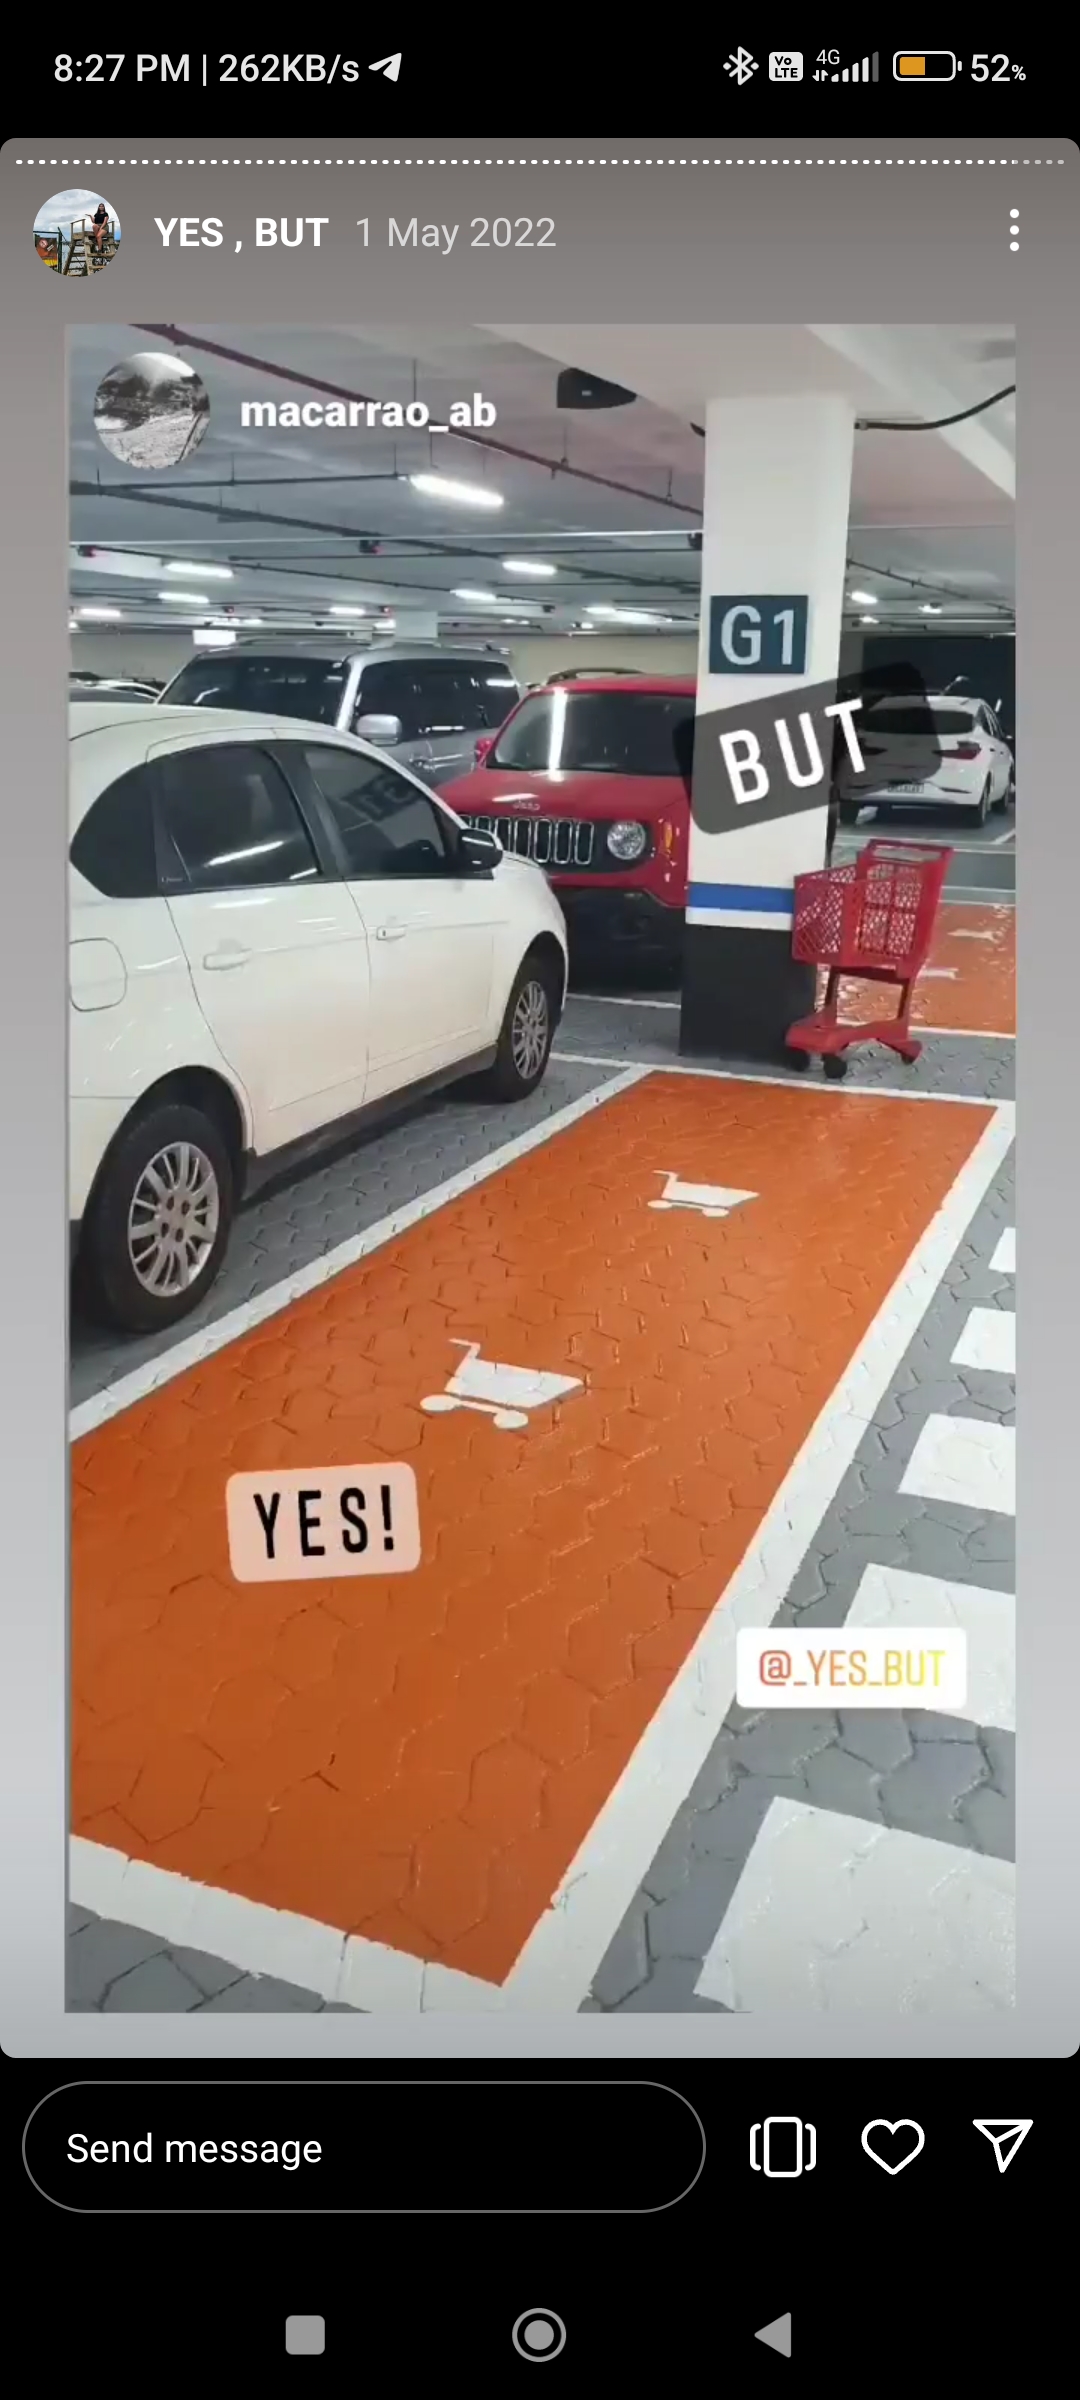 8:27 PM | 262KB/s
Vo
LTE
4G
52%
YES , BUT 1 May 2022
macarrao_ab
G1
BUT
Jeep
YES!
@_YES_BUT
Send message